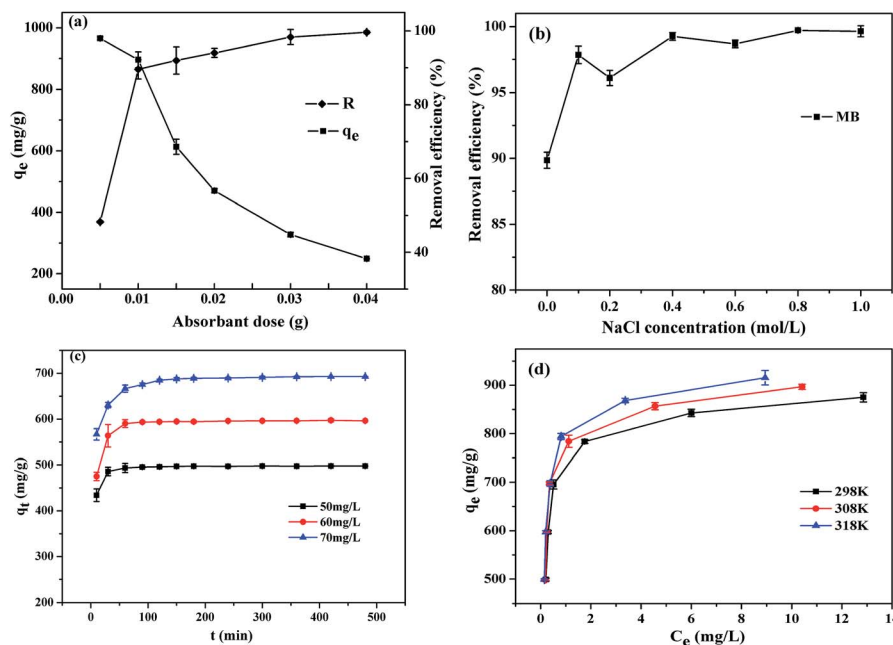 (a)
1000
800
600
400
200
qe (mg/g)
0.00
0.01
0.02
0.03
0.04
Absorbant dose (g)
100
80
60
40
Removal efficiency (%)
R
qe
(b)
100
95
90
85
80
Removal efficiency (%)
MB
0.0
0.2
0.4
0.6
0.8
1.0
NaCl concentration (mol/L)
(c)
700
600
500
400
300
200
qt (mg/g)
50mg/L
60mg/L
70mg/L
0
100
200
300
400
500
t (min)
(d)
900
800
700
600
500
qe (mg/g)
298K
308K
318K
0
2
4
6
8
10
12
14
Ce (mg/L)